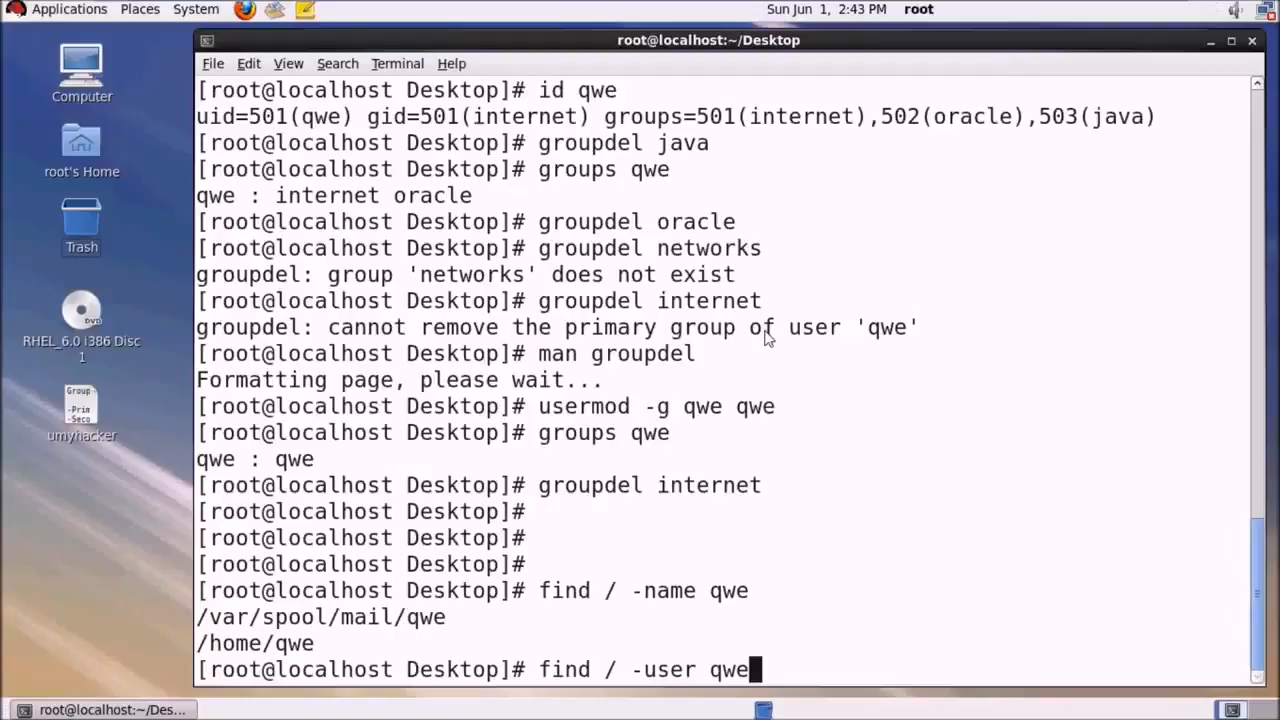 Applications Places System
Sun Jun 1, 2:43 PM root
root@localhost:~/Desktop
File Edit View Search Terminal Help
[root@localhost Desktop]# id qwe
uid=501(qwe) gid=501(internet) groups=501(internet),502(oracle),503(java)
[root@localhost Desktop]# groupdel java
[root@localhost Desktop]# groups qwe
qwe : internet oracle
[root@localhost Desktop]# groupdel oracle
[root@localhost Desktop]# groupdel networks
groupdel: group 'networks' does not exist
[root@localhost Desktop]# groupdel internet
groupdel: cannot remove the primary group of user 'qwe'
[root@localhost Desktop]# man groupdel
Formatting page, please wait...
[root@localhost Desktop]# usermod -g qwe qwe
[root@localhost Desktop]# groups qwe
qwe : qwe
[root@localhost Desktop]# groupdel internet
[root@localhost Desktop]#
[root@localhost Desktop]#
[root@localhost Desktop]#
[root@localhost Desktop]# find / -name qwe
/var/spool/mail/qwe
/home/qwe
[root@localhost Desktop]# find / -user qwe
Computer
root's Home
Trash
DVD
RHEL_6.0 i386 Disc
1
Group
-Prim
-Seco
umyhacker
root@localhost:~/Des...